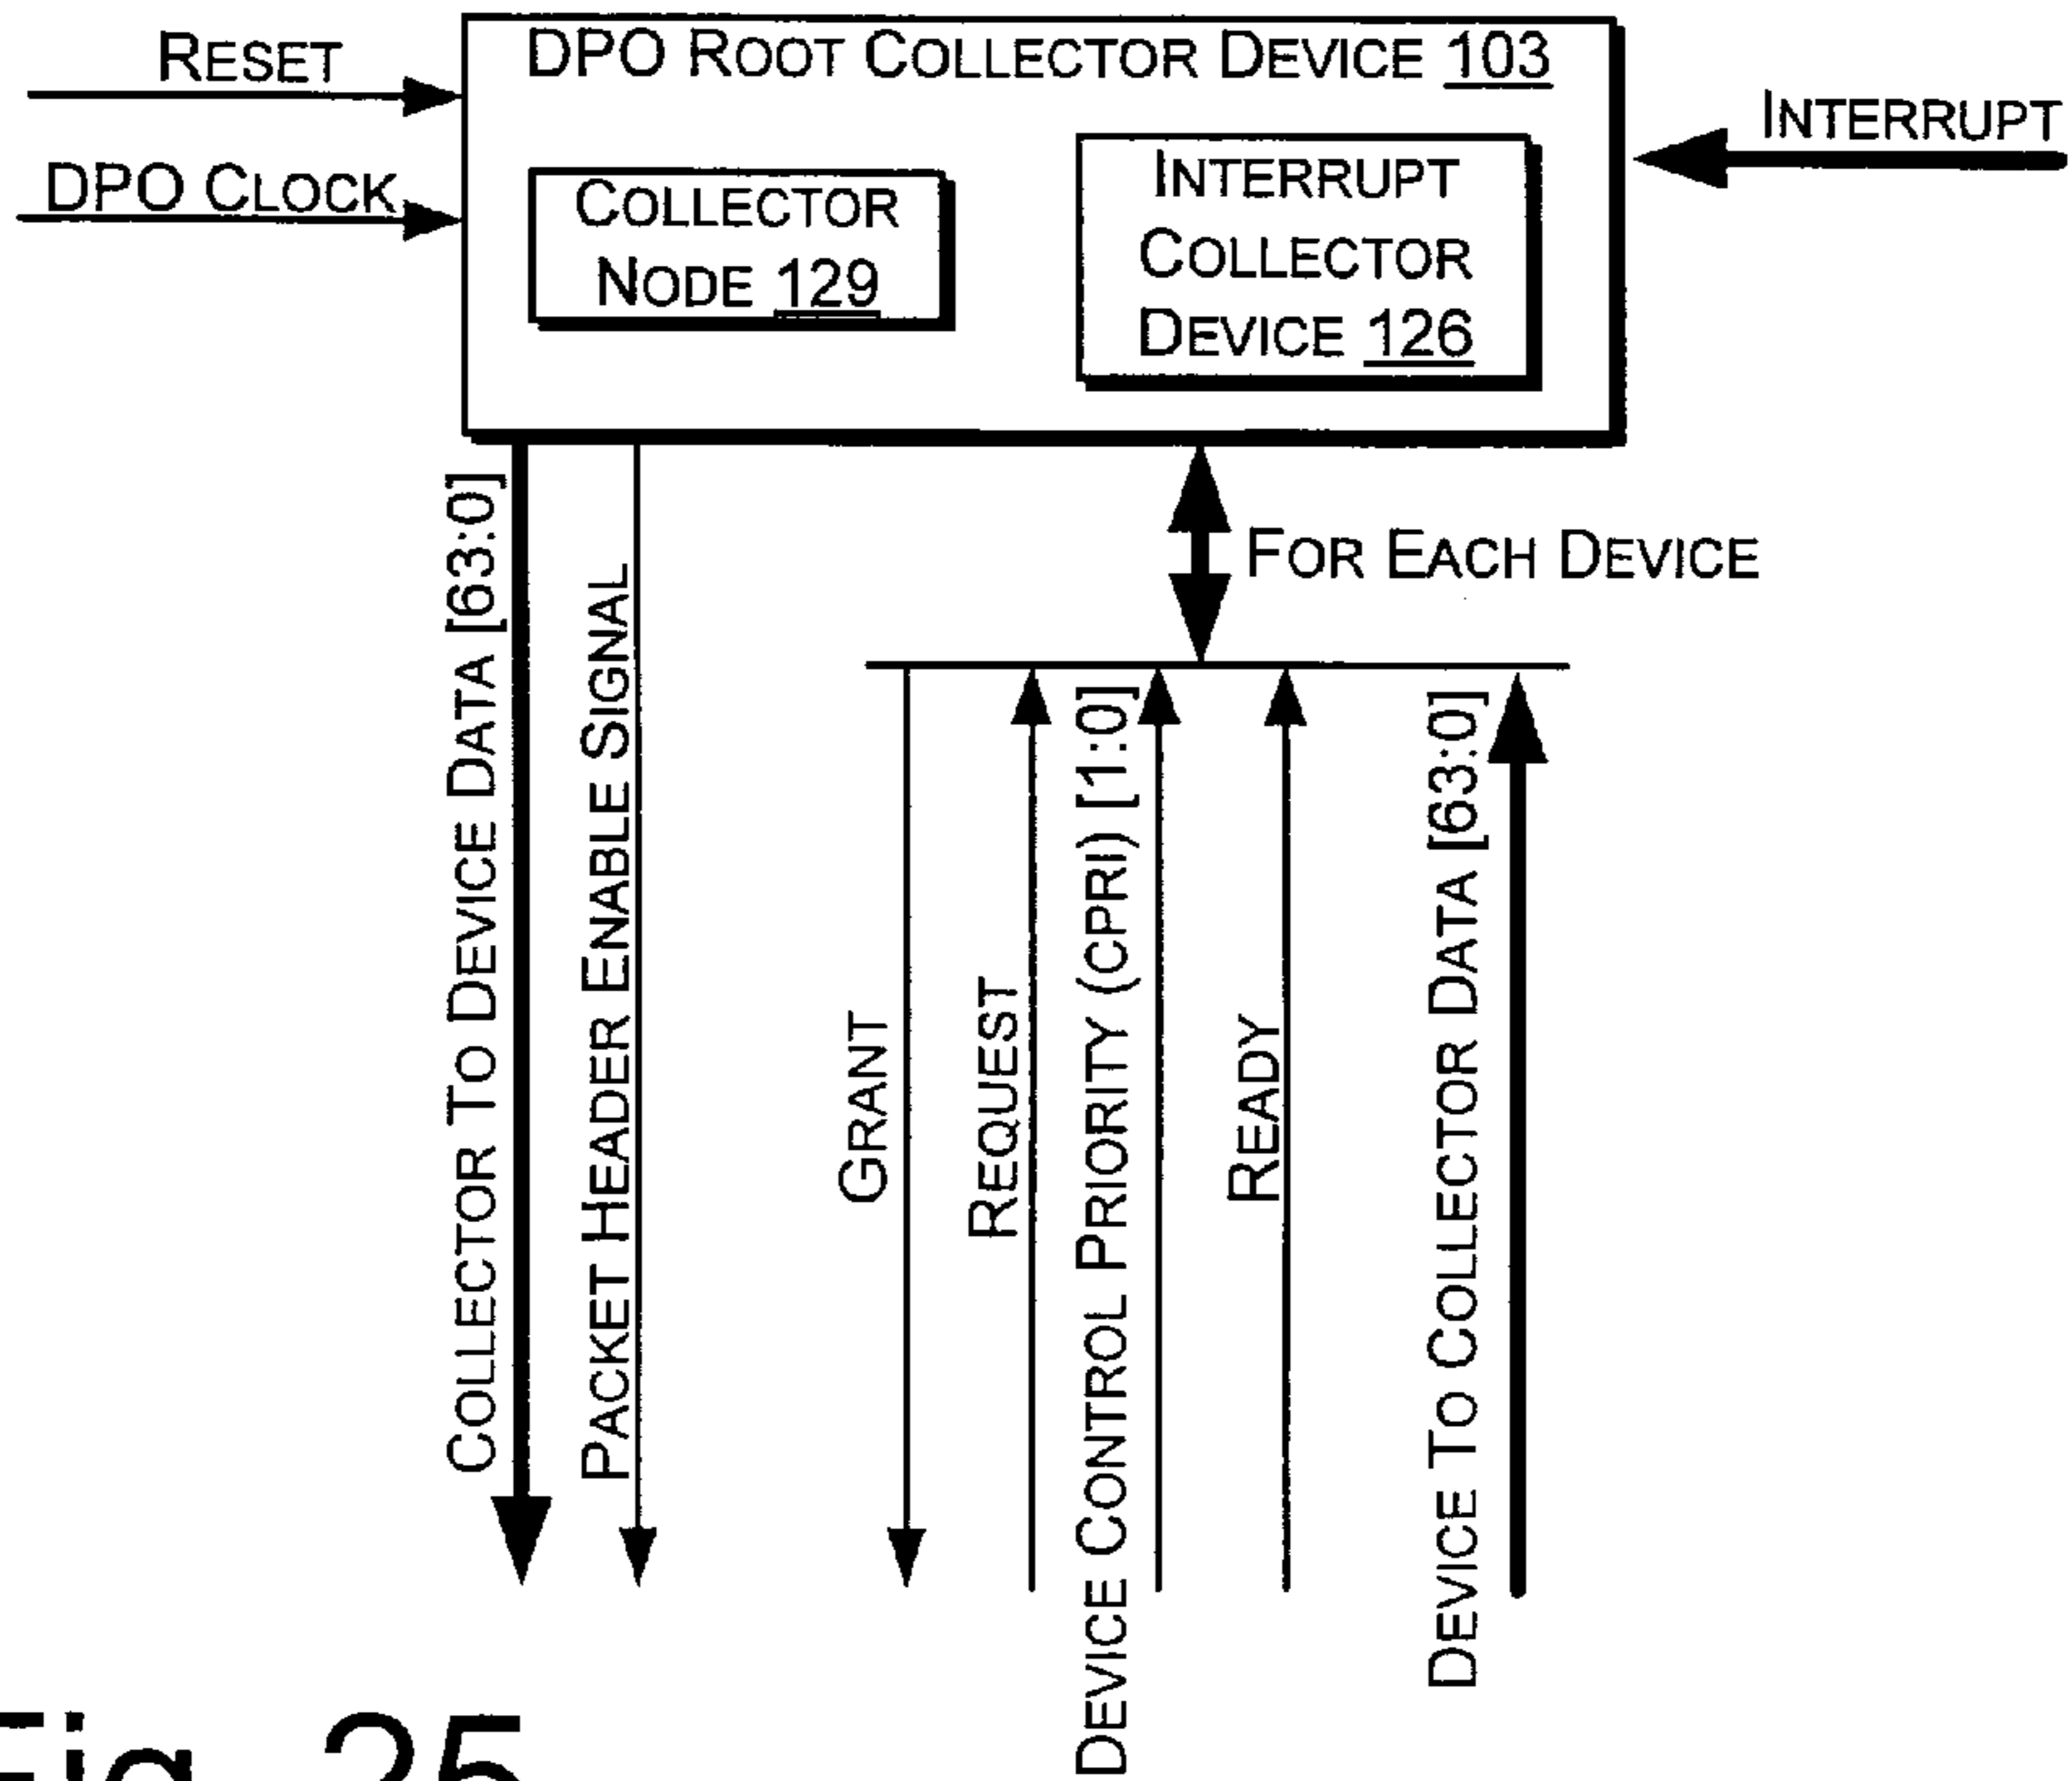 RESET
DPO CLOCK
DPO ROOT COLLECTOR DEVICE 103
COLLECTOR
NODE 129
INTERRUPT
COLLECTOR
DEVICE 126
INTERRUPT
FOR EACH DEVICE
COLLECTOR TO DEVICE DATA [63:0]
PACKET HEADER ENABLE SIGNAL
GRANT
REQUEST
DEVICE CONTROL PRIORITY (CPRI) [1:0]
READY
DEVICE TO COLLECTOR DATA [63:0]
Fig. 25